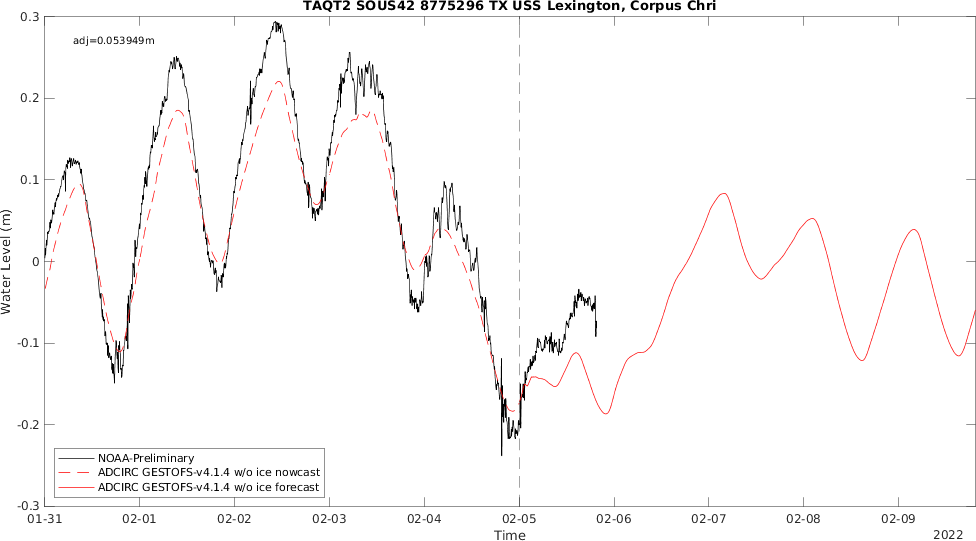 TAQT2 SOUS42 8775296 TX USS Lexington, Corpus Chri
adj=0.053949m
0.3
0.2
0.1
0
-0.1
-0.2
-0.3
Water Level (m)
NOAA-Preliminary
ADCIRC GESTOFS-v4.1.4 w/o ice nowcast
ADCIRC GESTOFS-v4.1.4 w/o ice forecast
01-31 02-01 02-02 02-03 02-04 02-05 02-06 02-07 02-08 02-09
Time
2022